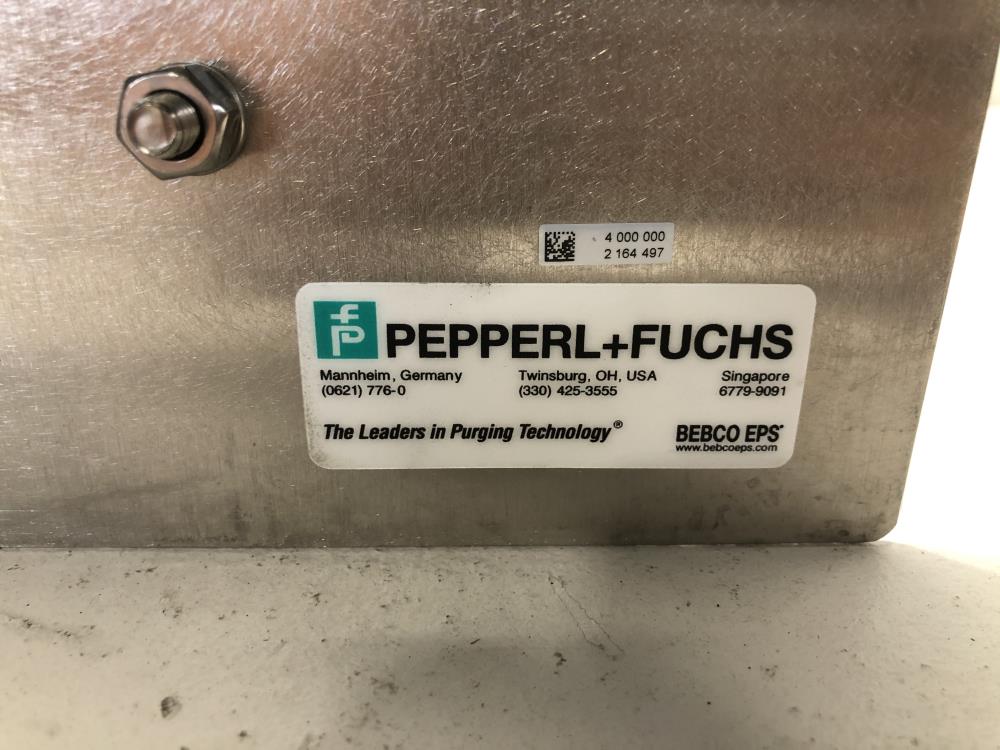 4 000 000
2 164 497
fp PEPPERL+FUCHS
Mannheim, Germany Twinsburg, OH, USA Singapore
(0621) 776-0 (330) 425-3555 6779-9091
The Leaders in Purging Technology® BEBCO EPS®
www.bebcoeps.com